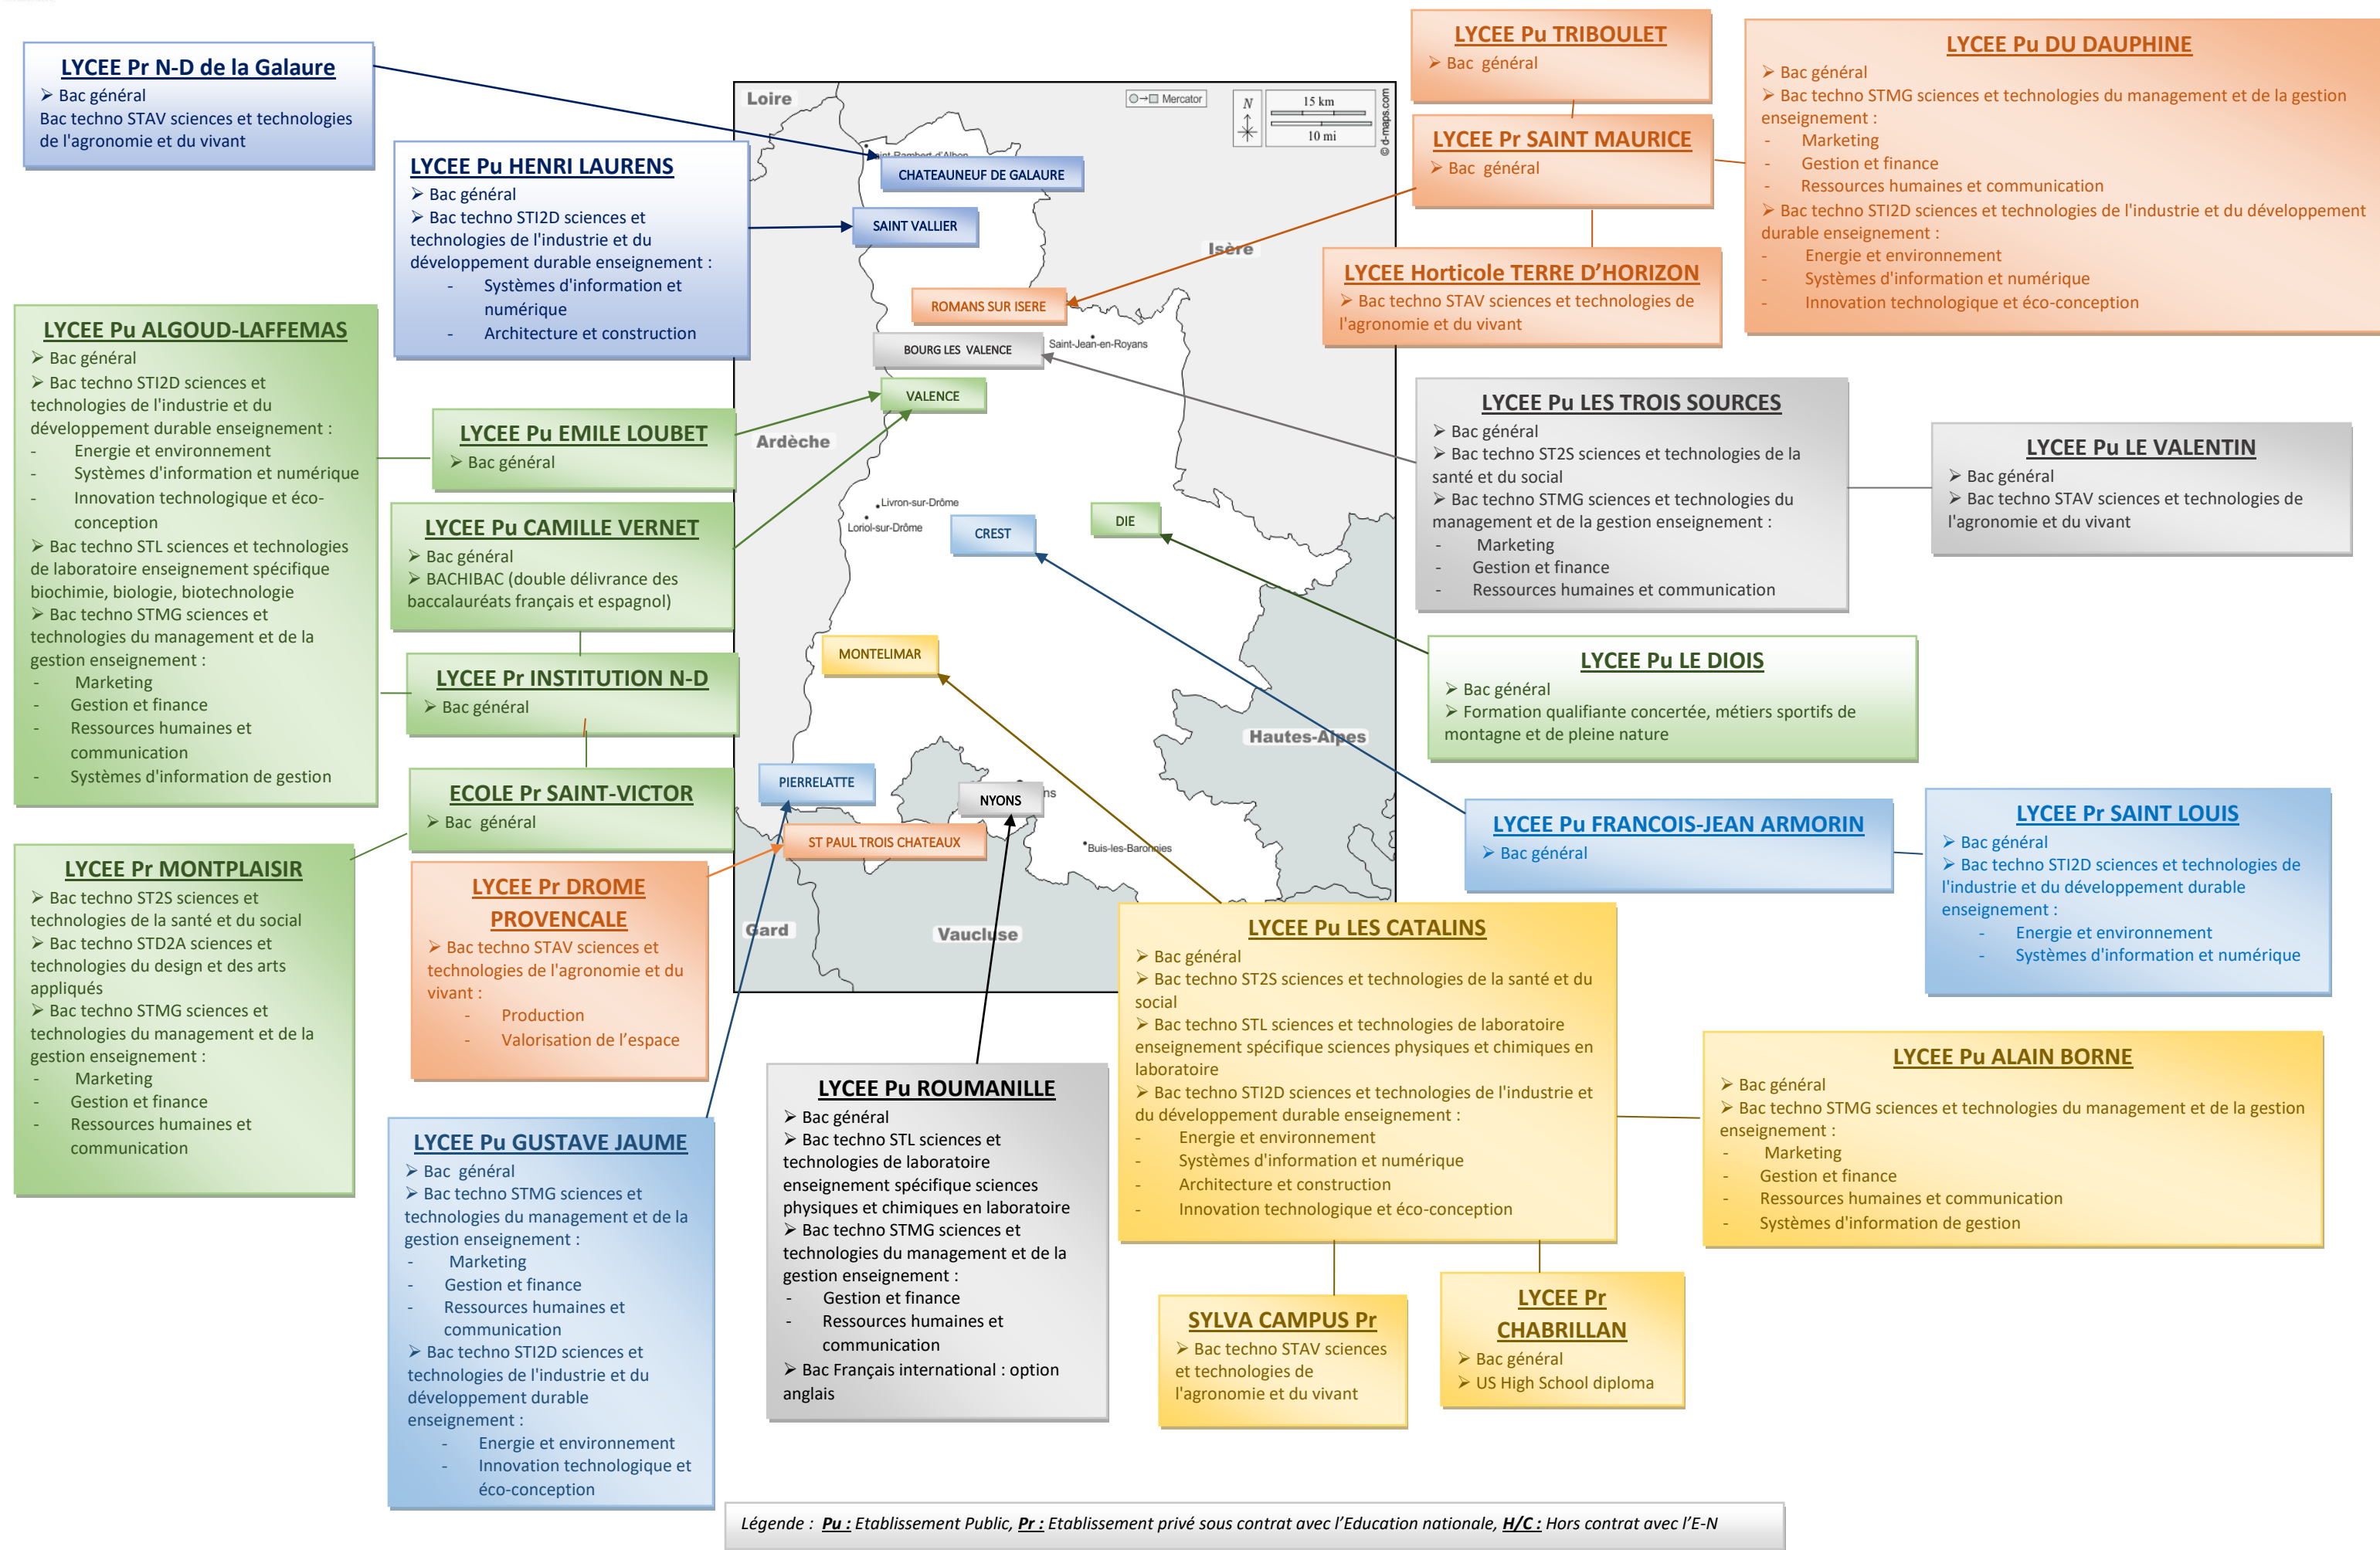 LYCEE Pr N-D de la Galaure
➢ Bac général
Bac techno STAV sciences et technologies
de l'agronomie et du vivant
LYCEE Pu HENRI LAURENS
➢ Bac général
➢ Bac techno STI2D sciences et
technologies de l'industrie et du
développement durable enseignement :
- Systèmes d'information et
numérique
- Architecture et construction
LYCEE Pu ALGOUD-LAFFEMAS
➢ Bac général
➢ Bac techno STI2D sciences et
technologies de l'industrie et du
développement durable enseignement :
- Energie et environnement
- Systèmes d'information et numérique
- Innovation technologique et éco-
conception
➢ Bac techno STL sciences et technologies
de laboratoire enseignement spécifique
biochimie, biologie, biotechnologie
➢ Bac techno STMG sciences et
technologies du management et de la
gestion enseignement :
- Marketing
- Gestion et finance
- Ressources humaines et
communication
- Systèmes d'information de gestion
LYCEE Pu EMILE LOUBET
➢ Bac général
LYCEE Pu CAMILLE VERNET
➢ Bac général
➢ BACHIBAC (double délivrance des
baccalauréats français et espagnol)
LYCEE Pr INSTITUTION N-D
➢ Bac général
ECOLE Pr SAINT-VICTOR
➢ Bac général
LYCEE Pr MONTPLAISIR
➢ Bac techno ST2S sciences et
technologies de la santé et du social
➢ Bac techno STD2A sciences et
technologies du design et des arts
appliqués
➢ Bac techno STMG sciences et
technologies du management et de la
gestion enseignement :
- Marketing
- Gestion et finance
- Ressources humaines et
communication
LYCEE Pr DROME
PROVENCALE
➢ Bac techno STAV sciences et
technologies de l'agronomie et du
vivant :
- Production
- Valorisation de l'espace
LYCEE Pu GUSTAVE JAUME
➢ Bac général
➢ Bac techno STMG sciences et
technologies du management et de la
gestion enseignement :
- Marketing
- Gestion et finance
- Ressources humaines et
communication
➢ Bac techno STI2D sciences et
technologies de l'industrie et du
développement durable
enseignement :
- Energie et environnement
- Innovation technologique et
éco-conception
Loire
Mercator
N
15 km
10 mi
© d-maps.com
Saint-Rambert-d'Albon
CHATEAUNEUF DE GALAURE
SAINT VALLIER
Isère
ROMANS SUR ISERE
BOURG LES VALENCE
Saint-Jean-en-Royans
VALENCE
Ardèche
Livron-sur-Drôme
Loriol-sur-Drôme
CREST
DIE
MONTELIMAR
Hautes-Alpes
PIERRELATTE
NYONS
ns
ST PAUL TROIS CHATEAUX
Buis-les-Baronnies
Gard
Vaucluse
LYCEE Pu TRIBOULET
➢ Bac général
LYCEE Pr SAINT MAURICE
➢ Bac général
LYCEE Horticole TERRE D'HORIZON
➢ Bac techno STAV sciences et technologies de
l'agronomie et du vivant
LYCEE Pu DU DAUPHINE
➢ Bac général
➢ Bac techno STMG sciences et technologies du management et de la gestion
enseignement :
- Marketing
- Gestion et finance
- Ressources humaines et communication
➢ Bac techno STI2D sciences et technologies de l'industrie et du développement
durable enseignement :
- Energie et environnement
- Systèmes d'information et numérique
- Innovation technologique et éco-conception
LYCEE Pu LES TROIS SOURCES
➢ Bac général
➢ Bac techno ST2S sciences et technologies de la
santé et du social
➢ Bac techno STMG sciences et technologies du
management et de la gestion enseignement :
- Marketing
- Gestion et finance
- Ressources humaines et communication
LYCEE Pu LE VALENTIN
➢ Bac général
➢ Bac techno STAV sciences et technologies de
l'agronomie et du vivant
LYCEE Pu LE DIOIS
➢ Bac général
➢ Formation qualifiante concertée, métiers sportifs de
montagne et de pleine nature
LYCEE Pu FRANCOIS-JEAN ARMORIN
➢ Bac général
LYCEE Pr SAINT LOUIS
➢ Bac général
➢ Bac techno STI2D sciences et technologies de
l'industrie et du développement durable
enseignement :
- Energie et environnement
- Systèmes d'information et numérique
LYCEE Pu LES CATALINS
➢ Bac général
➢ Bac techno ST2S sciences et technologies de la santé et du
social
➢ Bac techno STL sciences et technologies de laboratoire
enseignement spécifique sciences physiques et chimiques en
laboratoire
➢ Bac techno STI2D sciences et technologies de l'industrie et
du développement durable enseignement :
- Energie et environnement
- Systèmes d'information et numérique
- Architecture et construction
- Innovation technologique et éco-conception
LYCEE Pu ALAIN BORNE
➢ Bac général
➢ Bac techno STMG sciences et technologies du management et de la gestion
enseignement :
- Marketing
- Gestion et finance
- Ressources humaines et communication
- Systèmes d'information de gestion
LYCEE Pu ROUMANILLE
➢ Bac général
➢ Bac techno STL sciences et
technologies de laboratoire
enseignement spécifique sciences
physiques et chimiques en laboratoire
➢ Bac techno STMG sciences et
technologies du management et de la
gestion enseignement :
- Gestion et finance
- Ressources humaines et
communication
➢ Bac Français international : option
anglais
SYLVA CAMPUS Pr
➢ Bac techno STAV sciences
et technologies de
l'agronomie et du vivant
LYCEE Pr
CHABRILLAN
➢ Bac général
➢ US High School diploma
Légende : Pu : Etablissement Public, Pr : Etablissement privé sous contrat avec l'Education nationale, H/C : Hors contrat avec l'E-N